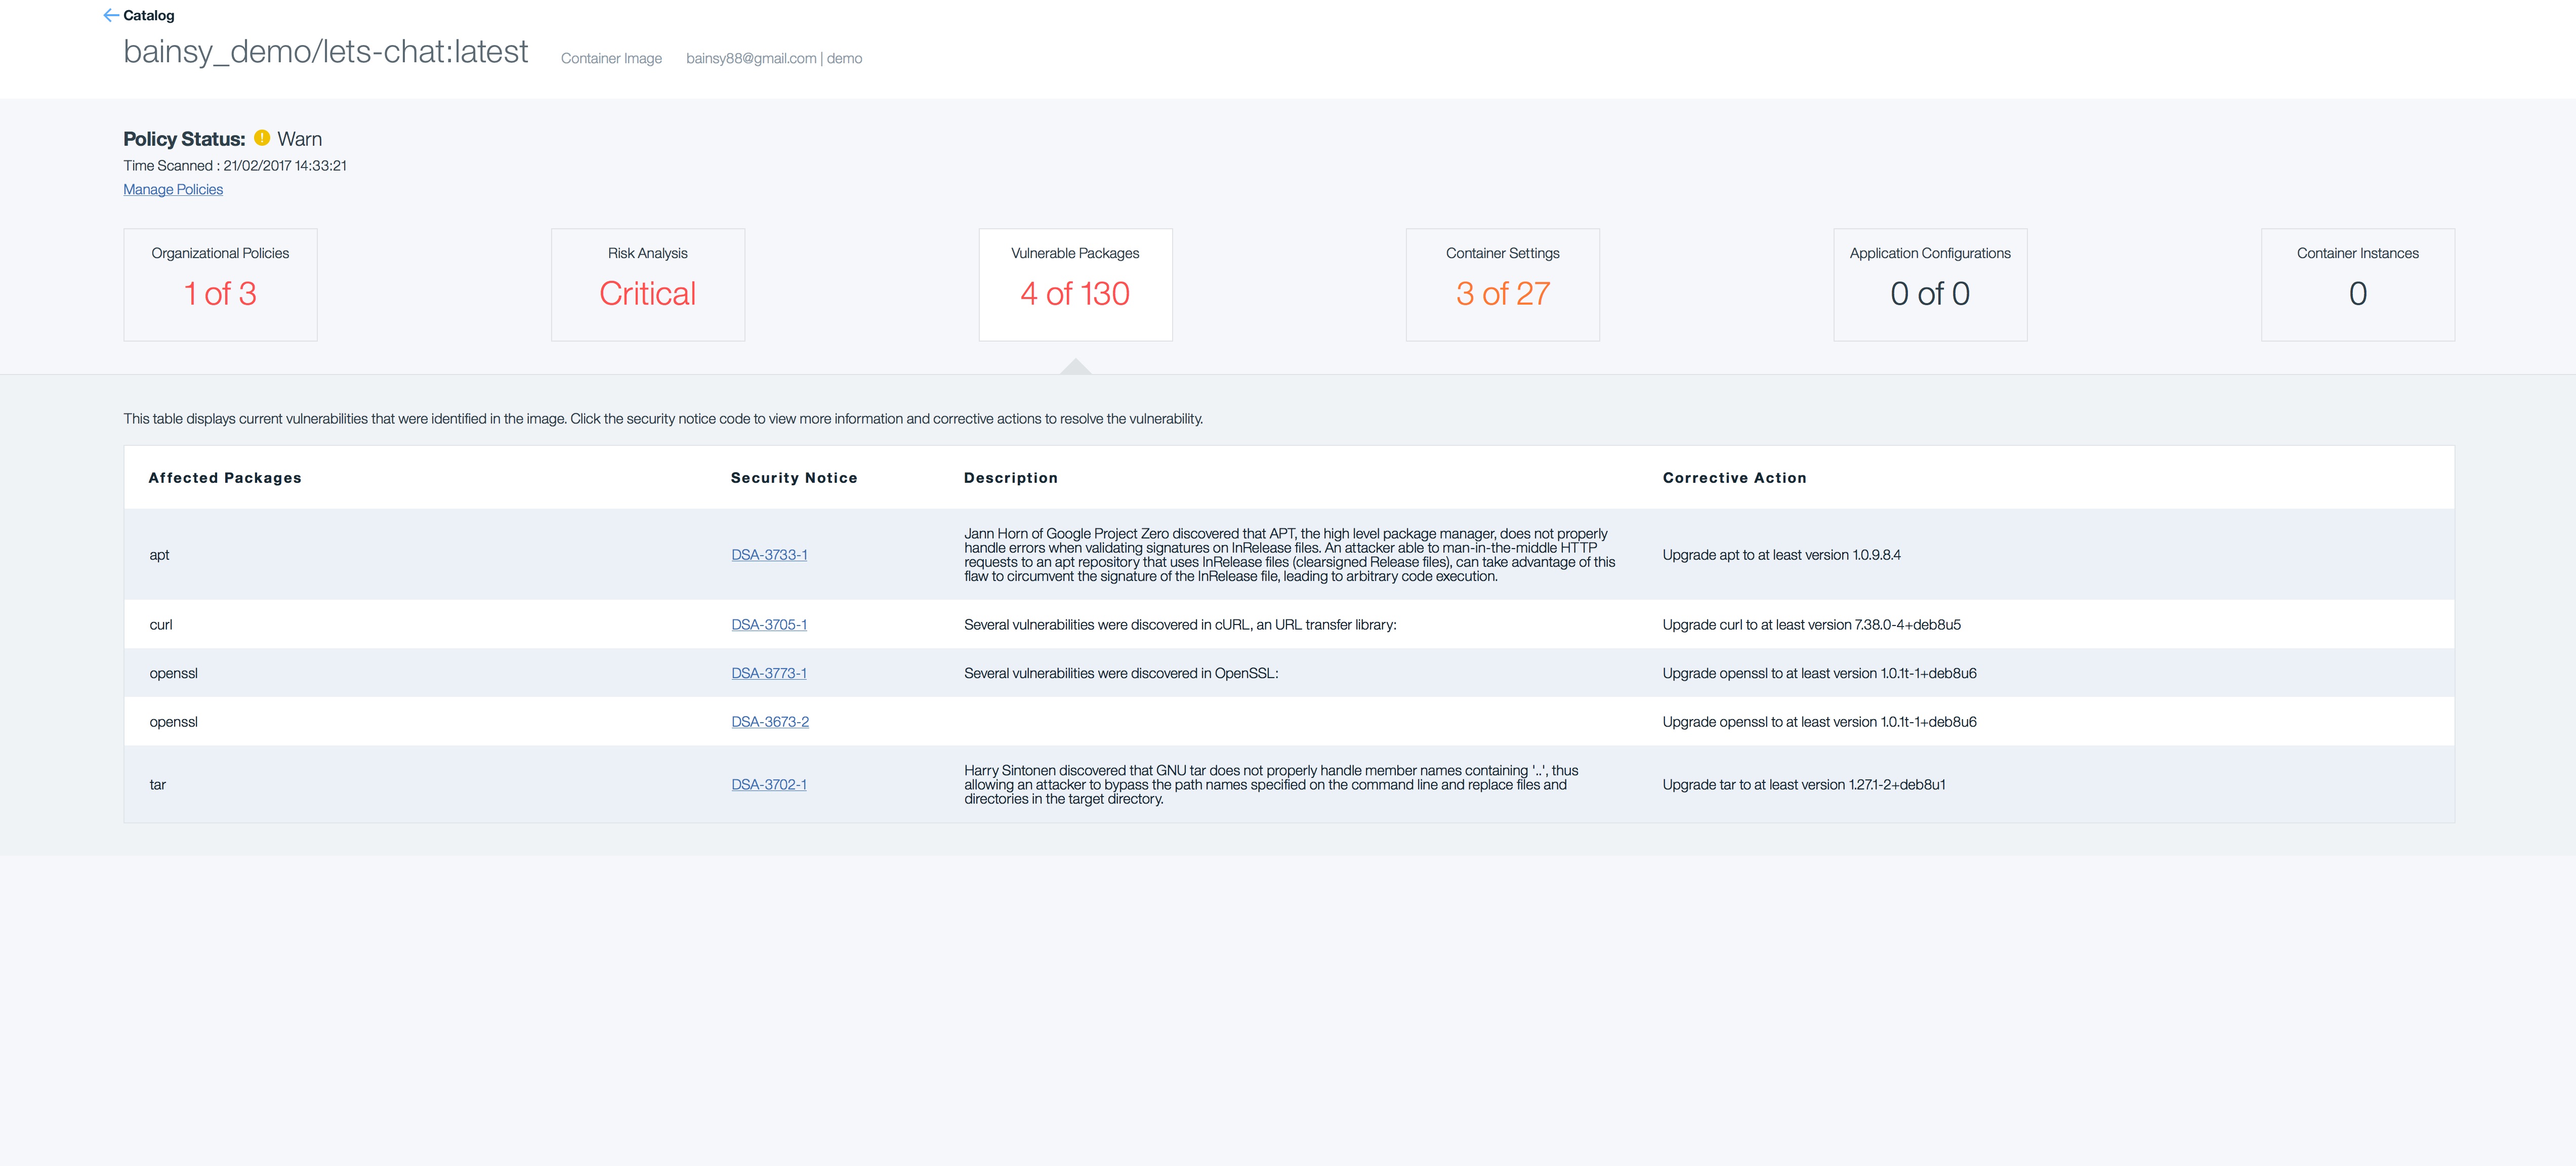 Catalog
bainsy_demo/lets-chat:latest Container Image bainsy88@gmail.com | demo
Policy Status: ! Warn
Time Scanned : 21/02/2017 14:33:21
Manage Policies
Organizational Policies
1 of 3
Risk Analysis
Critical
Vulnerable Packages
4 of 130
Container Settings
3 of 27
Application Configurations
0 of 0
Container Instances
0
This table displays current vulnerabilities that were identified in the image. Click the security notice code to view more information and corrective actions to resolve the vulnerability.
Affected Packages Security Notice Description Corrective Action
apt
DSA-3733-1
Jann Horn of Google Project Zero discovered that APT, the high level package manager, does not properly
handle errors when validating signatures on InRelease files. An attacker able to man-in-the-middle HTTP
requests to an apt repository that uses InRelease files (clearsigned Release files), can take advantage of this
flaw to circumvent the signature of the InRelease file, leading to arbitrary code execution.
Upgrade apt to at least version 1.0.9.8.4
curl DSA-3705-1 Several vulnerabilities were discovered in cURL, an URL transfer library: Upgrade curl to at least version 7.38.0-4+deb8u5
openssl DSA-3773-1 Several vulnerabilities were discovered in OpenSSL: Upgrade openssl to at least version 1.0.1t-1+deb8u6
openssl DSA-3673-2 Upgrade openssl to at least version 1.0.1t-1+deb8u6
tar
DSA-3702-1
Harry Sintonen discovered that GNU tar does not properly handle member names containing '..', thus
allowing an attacker to bypass the path names specified on the command line and replace files and
directories in the target directory.
Upgrade tar to at least version 1.27.1-2+deb8u1